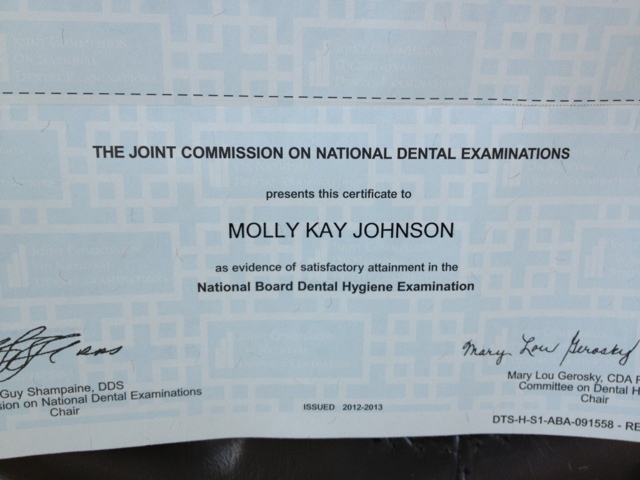 THE JOINT COMMISSION ON NATIONAL DENTAL EXAMINATIONS
presents this certificate to
MOLLY KAY JOHNSON
as evidence of satisfactory attainment in the
National Board Dental Hygiene Examination
Mary Lou Gerosky
Guy Shampaine, DDS
on National Dental Examinations
Chair
Mary Lou Gerosky, CDA
Committee on Dental H
Chair
ISSUED 2012-2013
DTS-H-S1-ABA-091558 - RE